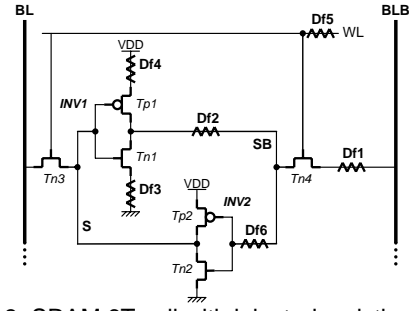 BL
BLB
Df5
WL
VDD
Df4
INV1
Tp1
Df2
SB
Df1
Tn3
Tn1
Tn4
Df3
VDD
INV2
S
Tp2
Df6
Tn2